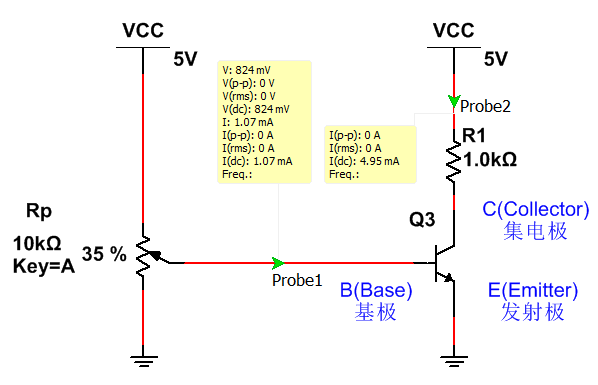 VCC
5V
VCC
5V
V: 824 mV
V(p-p): 0 V
V(rms): 0 V
V(dc): 824 mV
I: 1.07 mA
I(p-p): 0 A
I(rms): 0 A
I(dc): 1.07 mA
Freq.:
I(p-p): 0 A
I(rms): 0 A
I(dc): 4.95 mA
Freq.:
Probe2
R1
1.0kΩ
Rp
10kΩ
Key=A
35 %
Probe1
Q3
C(Collector)
集电极
B(Base)
基极
E(Emitter)
发射极